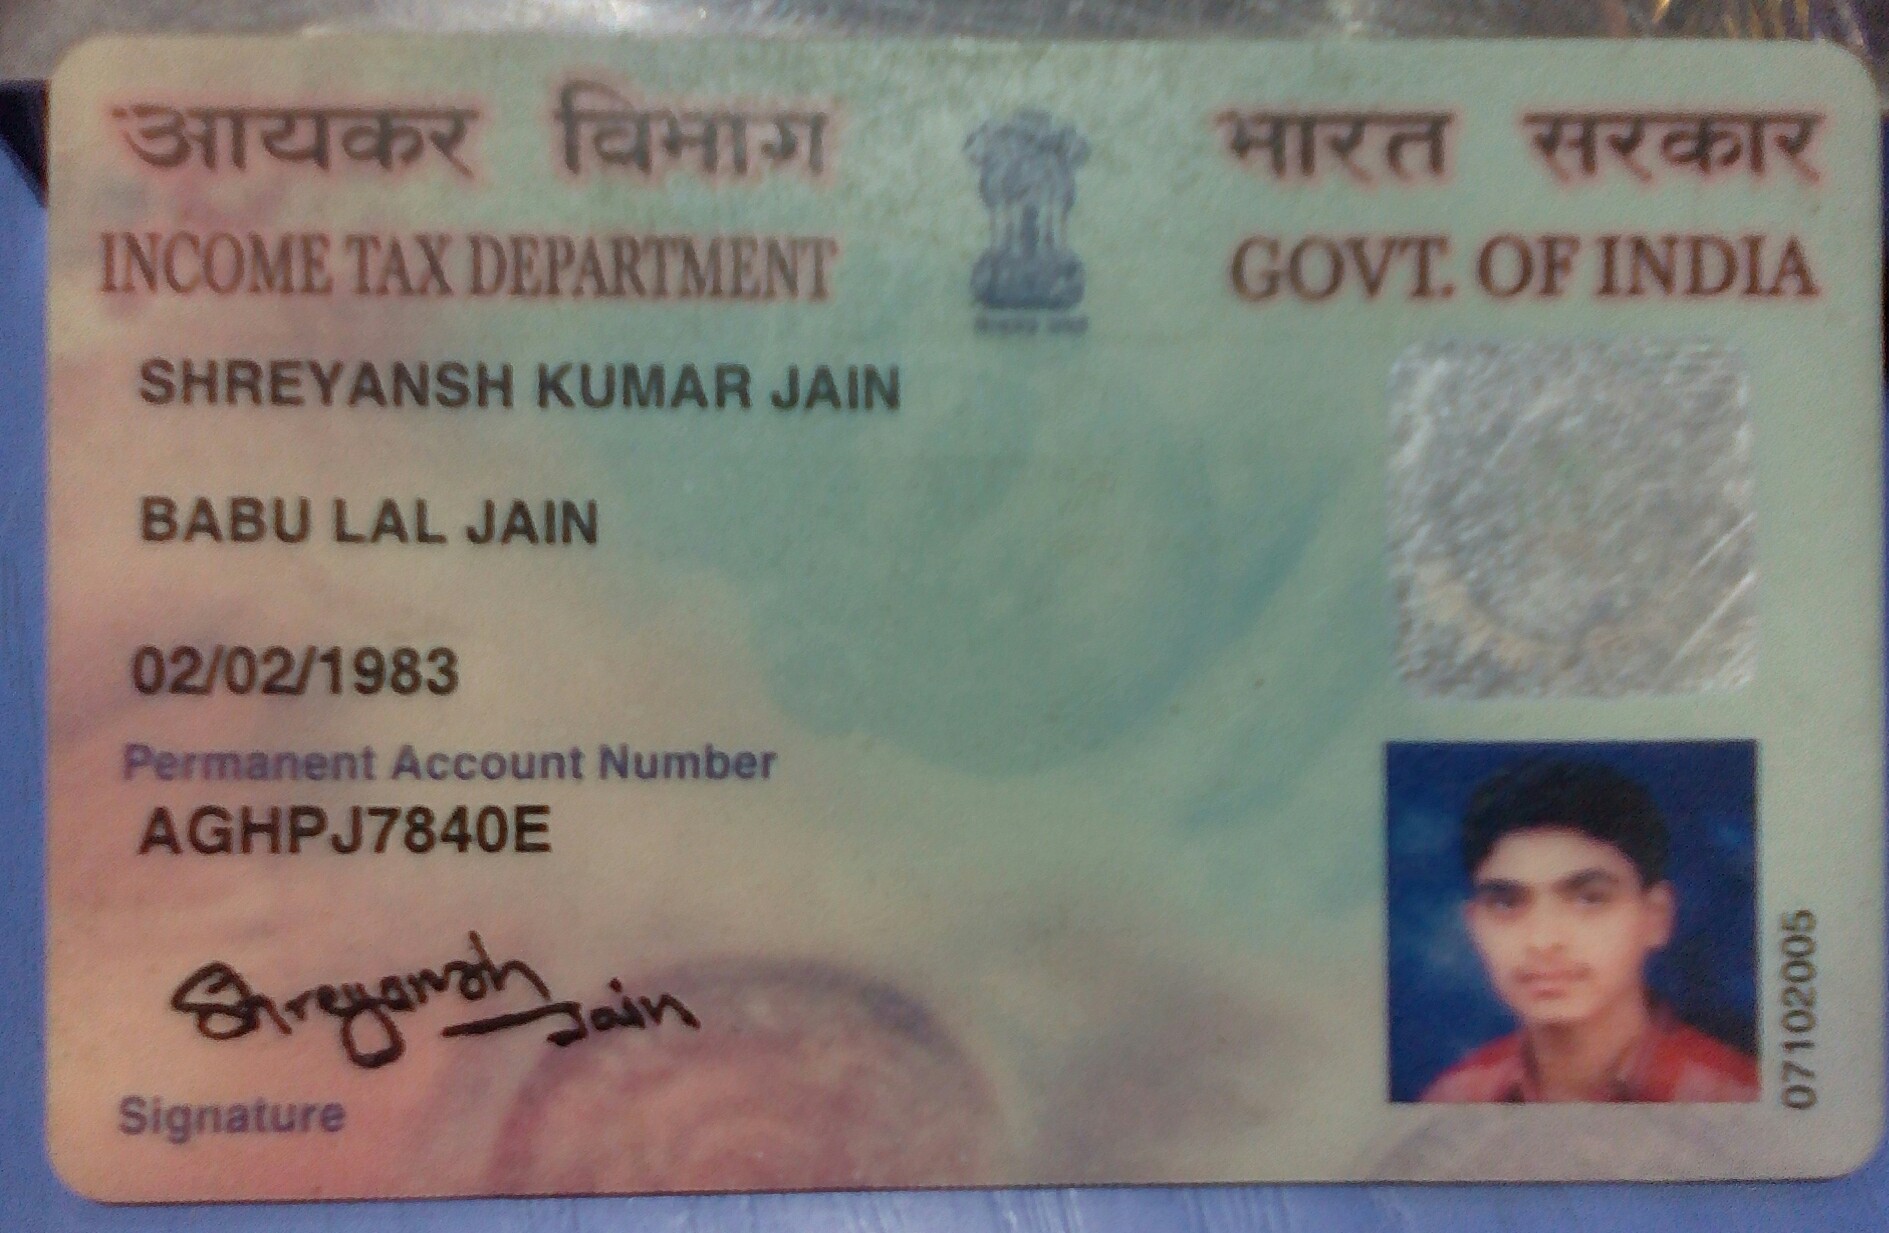 आयकर विभाग भारत सरकार
INCOME TAX DEPARTMENT GOVT. OF INDIA
SHREYANSH KUMAR JAIN
BABU LAL JAIN
02/02/1983
Permanent Account Number
AGHPJ7840E
Shreyansh Jain
Signature
07102005